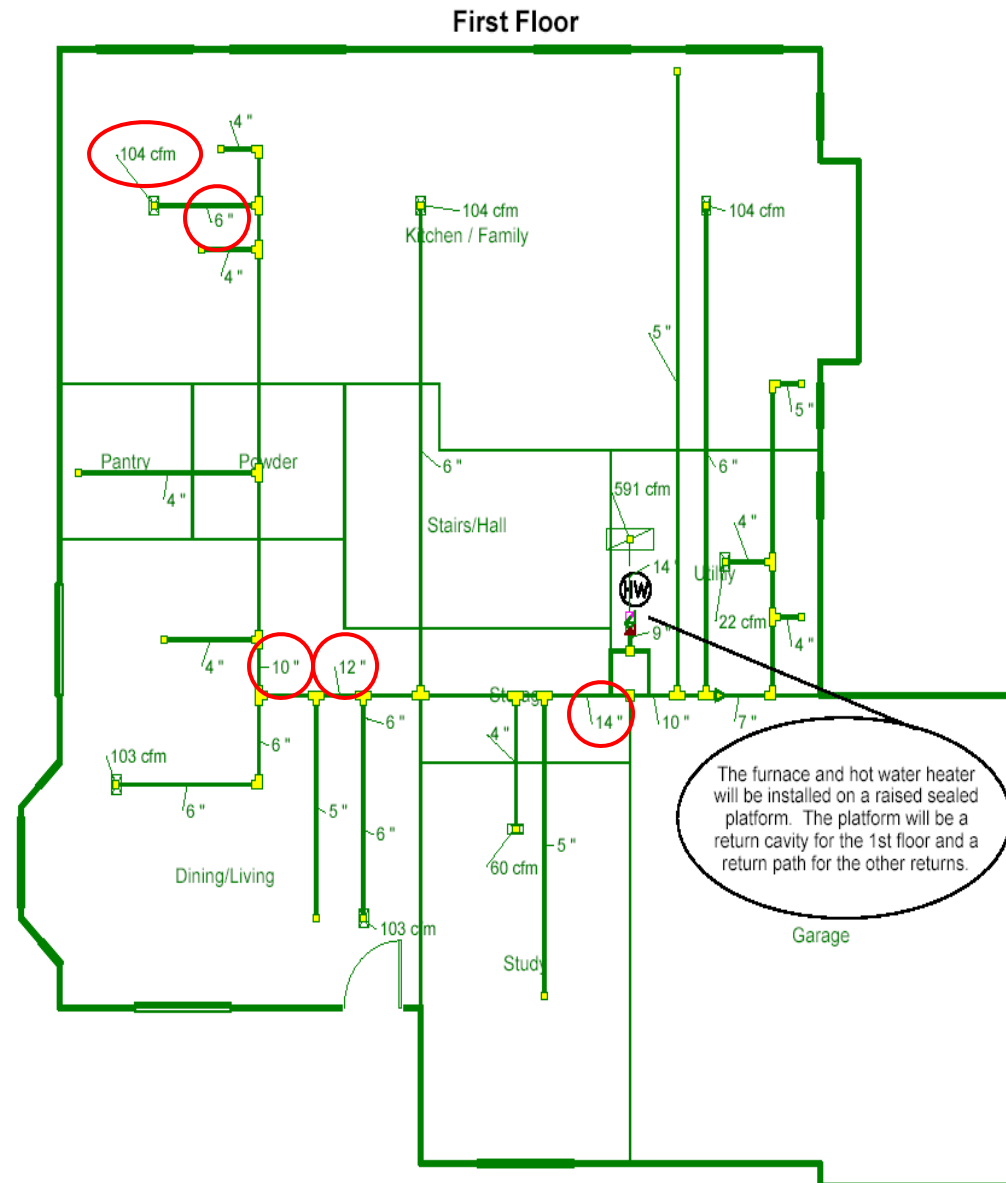 First Floor
4 "
104 cfm
6 "
4 "
104 cfm
Kitchen / Family
104 cfm
5 "
5 "
Pantry
Powder
4 "
6 "
6 "
591 cfm
Stairs/Hall
4 "
14 "
Utility
HW
22 cfm
9 "
4 "
4 "
10 "
12 "
6 "
14 "
10 "
7 "
6 "
4 "
103 cfm
6 "
5 "
6 "
60 cfm
5 "
Dining/Living
103 cfm
Study
The furnace and hot water heater
will be installed on a raised sealed
platform. The platform will be a
return cavity for the 1st floor and a
return path for the other returns.
Garage